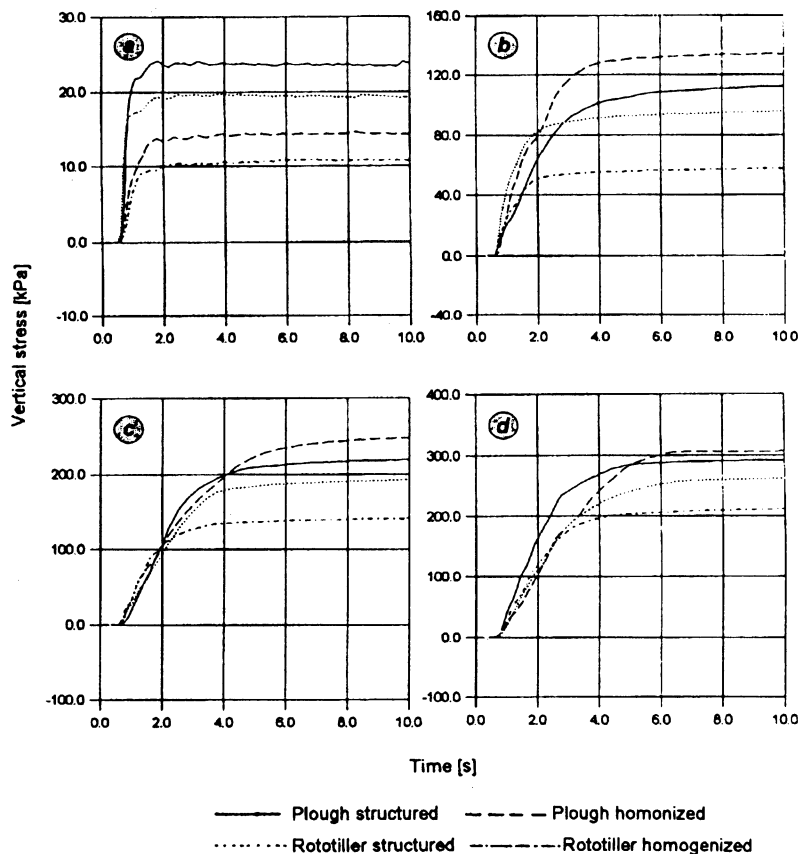 30.0
20.0
10.0
0.0
-10.0
0.0 2.0 4.0 6.0 8.0 10.0
a
160.0
120.0
80.0
40.0
0.0
-40.0
0.0 2.0 4.0 6.0 8.0 10.0
b
Vertical stress [kPa]
300.0
200.0
100.0
0.0
-100.0
0.0 2.0 4.0 6.0 8.0 10.0
c
400.0
300.0
200.0
100.0
0.0
-100.0
0.0 2.0 4.0 6.0 8.0 10.0
d
Time [s]
Plough structured Plough homonized
Rototiller structured Rototiller homogenized